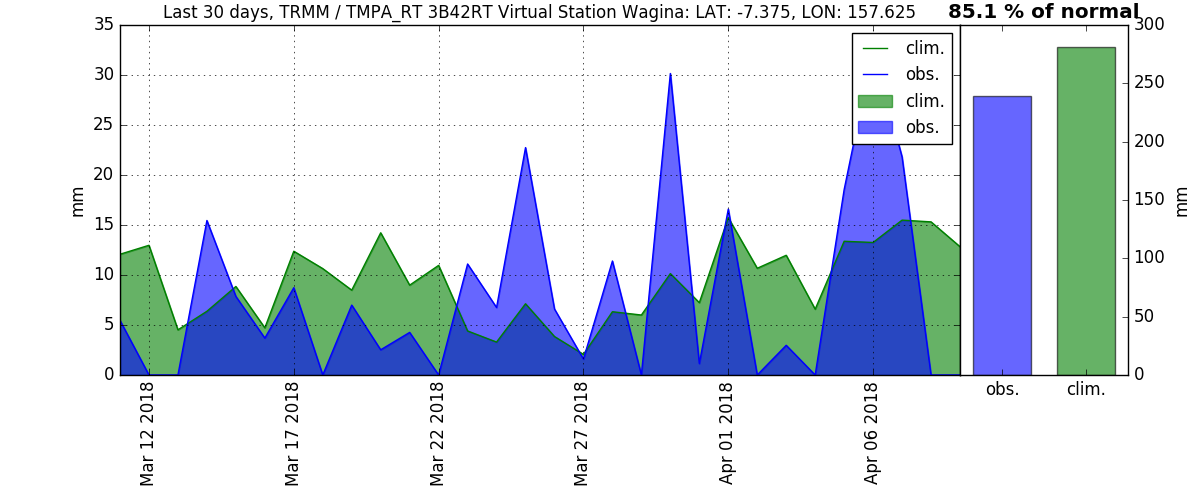 Last 30 days, TRMM / TMPA_RT 3B42RT Virtual Station Wagina: LAT: -7.375, LON: 157.625
85.1 % of normal
35
30
25
20
15
10
5
0
mm
clim.
obs.
clim.
obs.
Mar 12 2018
Mar 17 2018
Mar 22 2018
Mar 27 2018
Apr 01 2018
Apr 06 2018
300
250
200
150
100
50
0
mm
obs.
clim.